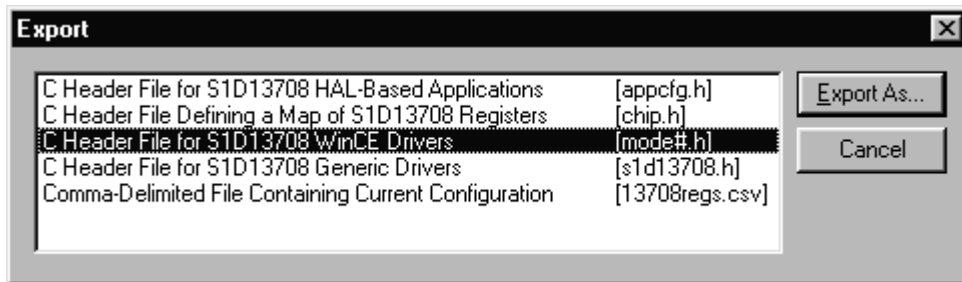 Export
C Header File for S1D13708 HAL-Based Applications [appcfg.h]
C Header File Defining a Map of S1D13708 Registers [chip.h]
C Header File for S1D13708 WinCE Drivers [mode#.h]
C Header File for S1D13708 Generic Drivers [s1d13708.h]
Comma-Delimited File Containing Current Configuration [13708regs.csv]
Export As...
Cancel